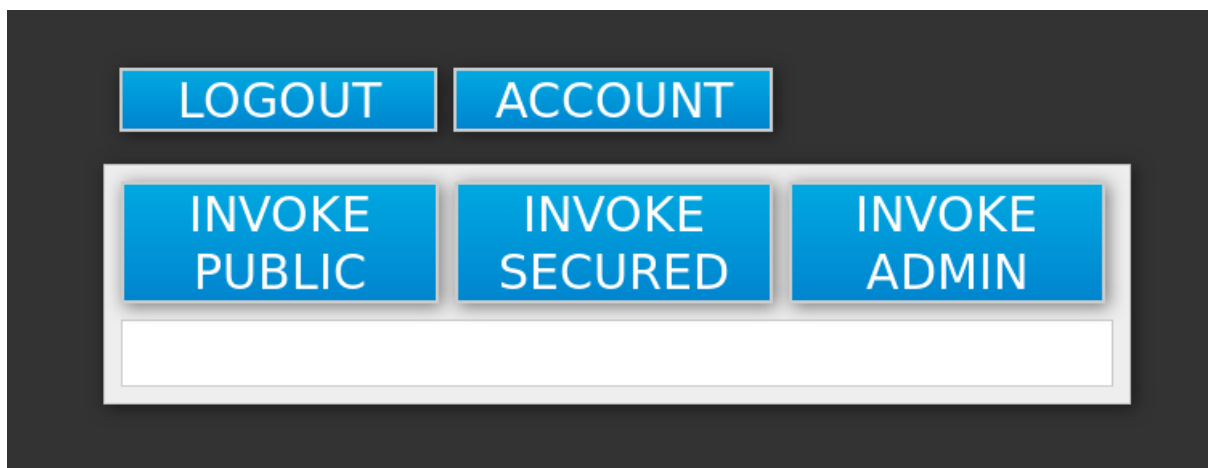 LOGOUT ACCOUNT
INVOKE INVOKE INVOKE
PUBLIC SECURED ADMIN